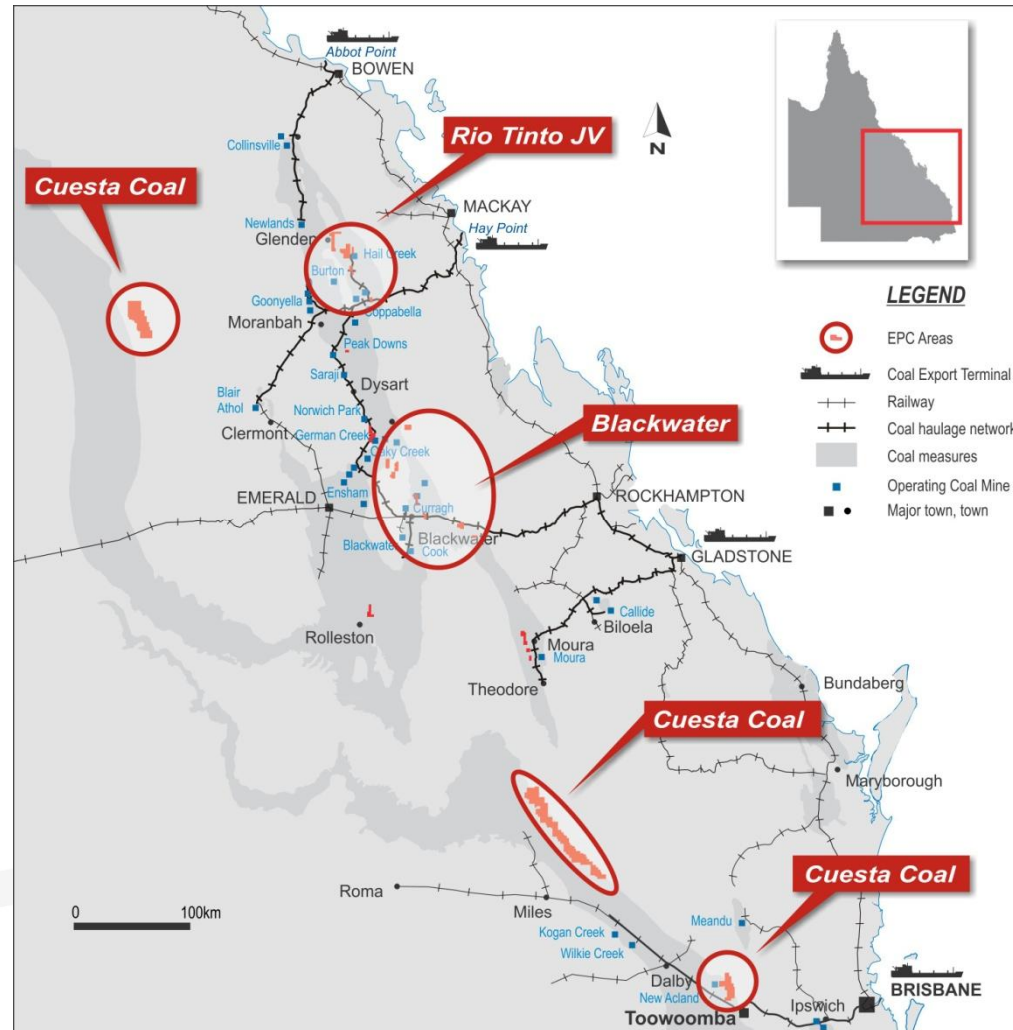 Abbot Point
BOWEN
Collinsville
Rio Tinto JV
N
Cuesta Coal
MACKAY
Hay Point
Newlands
Glenden
Hail Creek
Burton
Goonyella
Coppabella
Moranbah
Peak Downs
Saraji
Dysart
Blair
Athol
Norwich Park
Clermont
German Creek
Oaky Creek
Blackwater
EMERALD
Ensham
Curragh
ROCKHAMPTON
Blackwater
Blackwater
Cook
GLADSTONE
Callide
Biloela
Rolleston
Moura
Moura
Theodore
Bundaberg
Cuesta Coal
Maryborough
Cuesta Coal
Roma
0
100km
Miles
Meandu
Kogan Creek
Wilkie Creek
Dalby
New Acland
Toowoomba
Ipswich
BRISBANE
LEGEND
EPC Areas
Coal Export Terminal
Railway
Coal haulage network
Coal measures
Operating Coal Mine
Major town, town